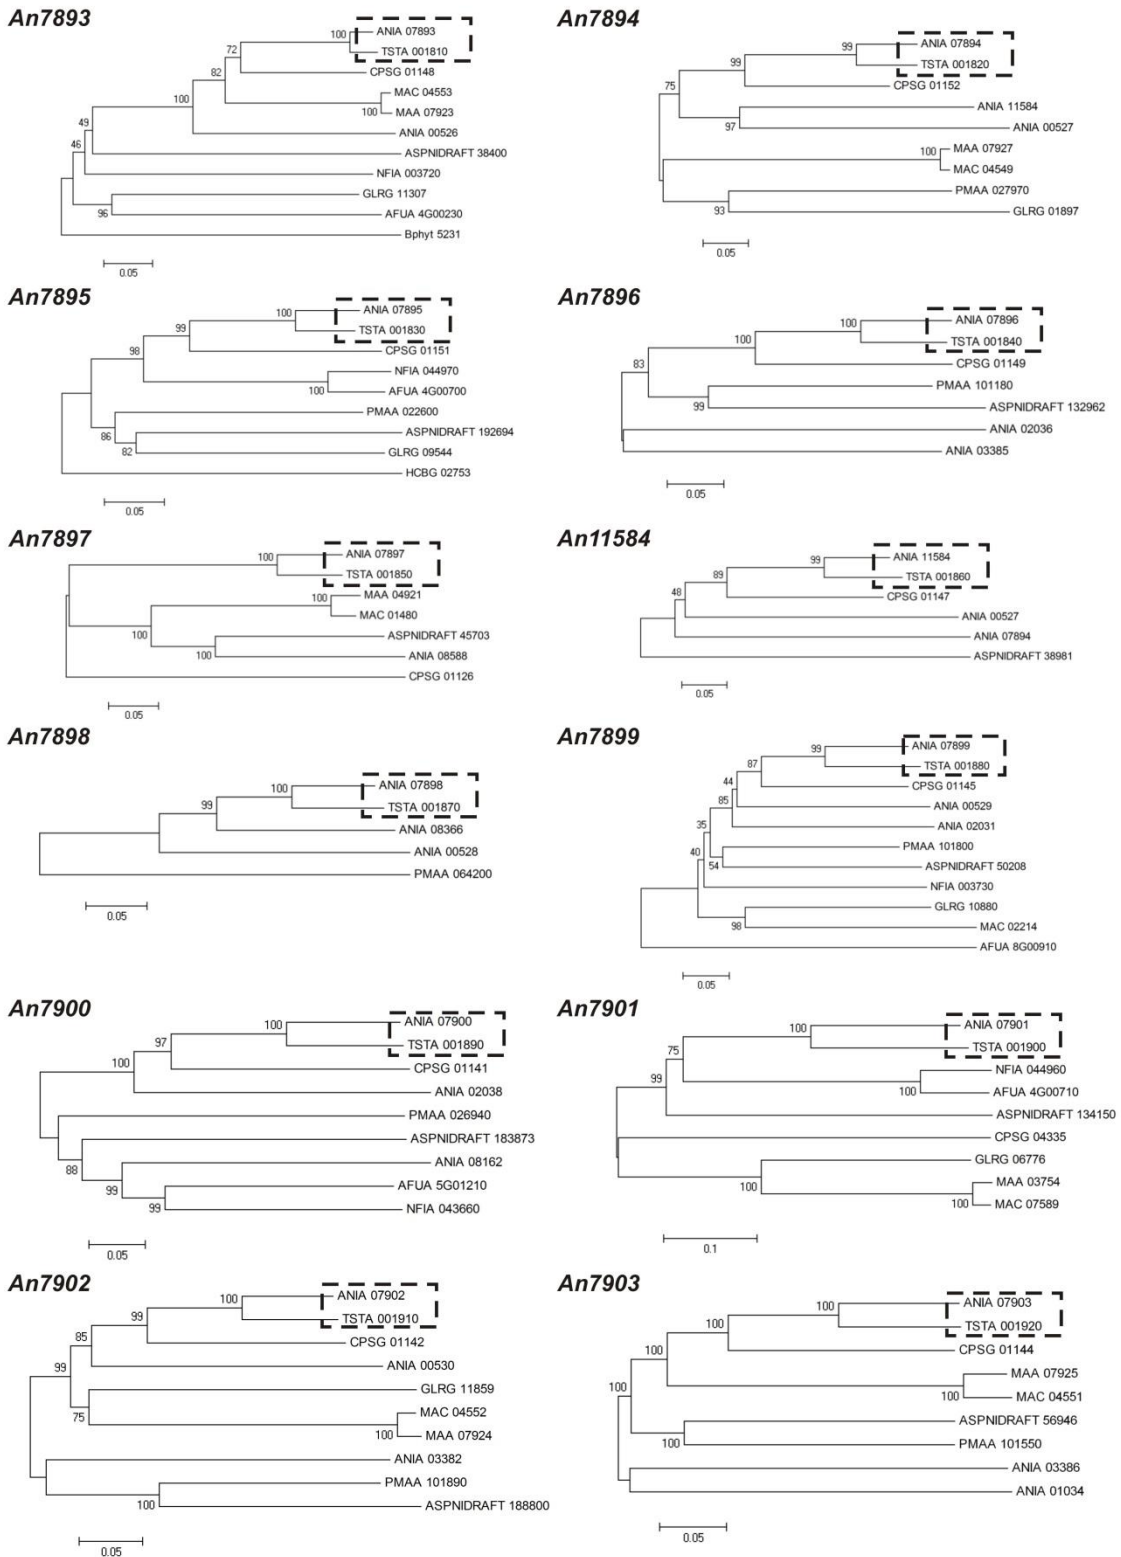 An7893
100
ANIA 07893
TSTA 001810
72
CPSG 01148
82
MAC 04553
100
MAA 07923
100
ANIA 00526
49
ASPNIDRAFT 38400
46
NFIA 003720
GLRG 11307
96
AFUA 4G00230
Bphyt 5231
0.05
An7894
99
ANIA 07894
TSTA 001820
99
CPSG 01152
75
ANIA 11584
97
ANIA 00527
100
MAA 07927
MAC 04549
PMAA 027970
93
GLRG 01897
0.05
An7895
100
ANIA 07895
TSTA 001830
99
CPSG 01151
98
NFIA 044970
100
AFUA 4G00700
PMAA 022600
86
ASPNIDRAFT 192694
82
GLRG 09544
HCBG 02753
0.05
An7896
100
ANIA 07896
TSTA 001840
100
CPSG 01149
83
PMAA 101180
99
ASPNIDRAFT 132962
ANIA 02036
ANIA 03385
0.05
An7897
100
ANIA 07897
TSTA 001850
100
MAA 04921
MAC 01480
100
ASPNIDRAFT 45703
100
ANIA 08588
CPSG 01126
0.05
An11584
99
ANIA 11584
TSTA 001860
89
CPSG 01147
48
ANIA 00527
ANIA 07894
ASPNIDRAFT 38981
0.05
An7898
100
ANIA 07898
TSTA 001870
99
ANIA 08366
ANIA 00528
PMAA 064200
0.05
An7899
99
ANIA 07899
TSTA 001880
87
CPSG 01145
44
ANIA 00529
85
ANIA 02031
35
PMAA 101800
54
ASPNIDRAFT 50208
40
NFIA 003730
GLRG 10880
98
MAC 02214
AFUA 8G00910
0.05
An7900
100
ANIA 07900
TSTA 001890
97
CPSG 01141
100
ANIA 02038
PMAA 026940
88
ASPNIDRAFT 183873
99
ANIA 08162
99
AFUA 5G01210
NFIA 043660
0.05
An7901
100
ANIA 07901
TSTA 001900
75
NFIA 044960
100
AFUA 4G00710
99
ASPNIDRAFT 134150
CPSG 04335
GLRG 06776
100
MAA 03754
100
MAC 07589
0.1
An7902
100
ANIA 07902
TSTA 001910
99
CPSG 01142
85
ANIA 00530
99
GLRG 11859
75
MAC 04552
100
MAA 07924
ANIA 03382
PMAA 101890
100
ASPNIDRAFT 188800
0.05
An7903
100
ANIA 07903
TSTA 001920
100
CPSG 01144
100
MAA 07925
100
MAC 04551
100
ASPNIDRAFT 56946
100
PMAA 101550
ANIA 03386
ANIA 01034
0.05